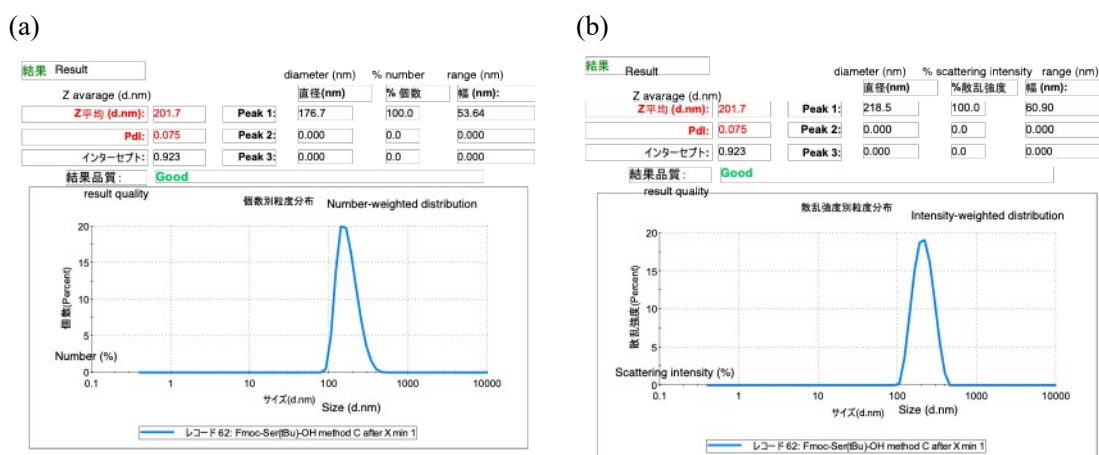 (a)
結果 Result
diameter (nm) % number range (nm)
Z avarage (d.nm) 直径(nm) % 個数 幅 (nm):
Z平均 (d.nm): 201.7 Peak 1: 176.7 100.0 53.64
PdI: 0.075 Peak 2: 0.000 0.0 0.000
インターセプト: 0.923 Peak 3: 0.000 0.0 0.000
結果品質: Good
result quality
個数別粒度分布 Number-weighted distribution
個数(Percent)
20
15
10
5
0
Number (%)
0.1 1 10 100 1000 10000
サイズ(d.nm)
Size (d.nm)
レコード 62: Fmoc-Ser(tBu)-OH method C after X min 1
(b)
結果 Result
diameter (nm) % scattering intensity range (nm)
Z avarage (d.nm) 直径(nm) %散乱強度 幅 (nm):
Z平均 (d.nm): 201.7 Peak 1: 218.5 100.0 60.90
PdI: 0.075 Peak 2: 0.000 0.0 0.000
インターセプト: 0.923 Peak 3: 0.000 0.0 0.000
結果品質: Good
result quality
散乱強度別粒度分布
Intensity-weighted distribution
散乱強度(Percent)
20
15
10
5
0
Scattering intensity (%)
0.1 1 10 100 1000 10000
サイズ(d.nm) Size (d.nm)
レコード 62: Fmoc-Ser(tBu)-OH method C after X min 1